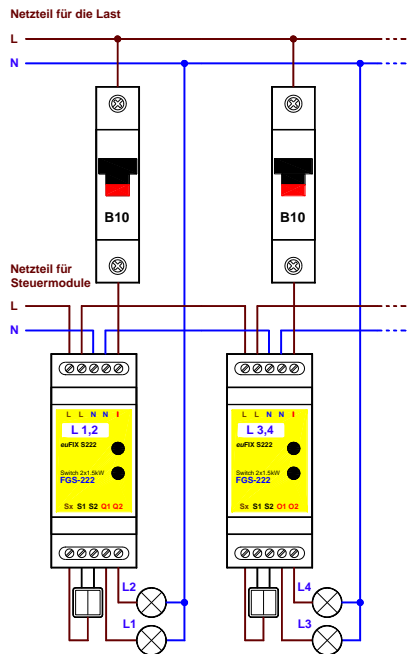 Netzteil für die Last
L
N
B10 B10
Netzteil für
Steuermodule
L
N
L L N N I L L N N I
L 1,2 L 3,4
euFIX S222 euFIX S222
Switch 2x1.5kW Switch 2x1.5kW
FGS-222 FGS-222
Sx S1 S2 Q1 Q2 Sx S1 S2 O1 O2
L2 L4
L1 L3